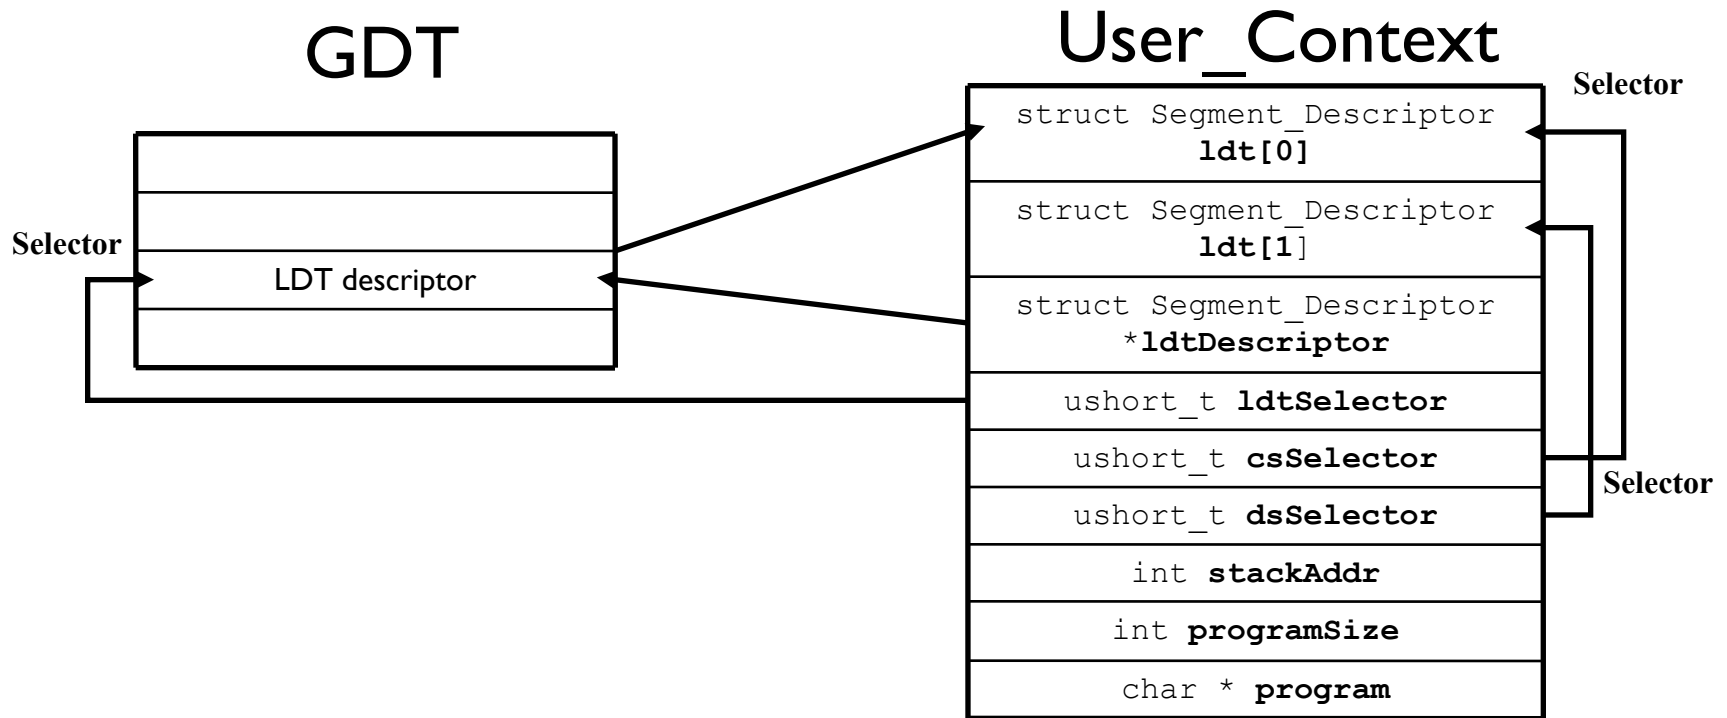 GDT
User_Context
Selector
struct Segment_Descriptor
ldt[0]
struct Segment_Descriptor
ldt[1]
Selector
LDT descriptor
struct Segment_Descriptor
*ldtDescriptor
ushort_t ldtSelector
ushort_t csSelector
Selector
ushort_t dsSelector
int stackAddr
int programSize
char * program